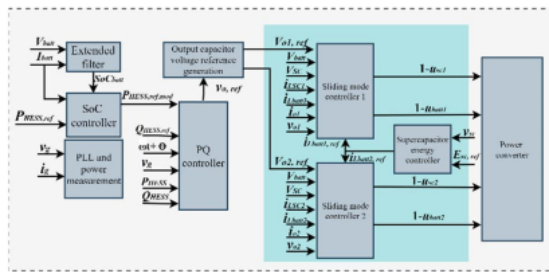 Vbatt
Ibatt
Extended
filter
SoCbatt
PHESS,ref
SoC
controller
PHESS,ref,mod
vg
ig
PLL and power
measurement
Output capacitor
voltage reference
generation
vo, ref
QHESS,ref
ωt+ Θ
vg
PHESS
QHESS
PQ
controller
Vo1, ref
Vbatt
VSC
iLSC1
iLbatt1
io1
vo1
Sliding mode
controller 1
1-usc1
1-ubatt1
iLbatt1, ref
iLbatt2, ref
Supercapacitor
energy controller
vsc
Esc, ref
Vo2, ref
Vbatt
VSC
iLSC2
iLbatt2
io2
vo2
Sliding mode
controller 2
1-usc2
1-ubatt2
Power
converter